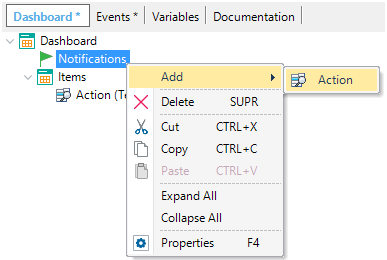 Dashboard * Events * Variables Documentation
Dashboard
Notifications
Add Action
Items
Action (Te
Delete SUPR
Cut CTRL+X
Copy CTRL+C
Paste CTRL+V
Expand All
Collapse All
Properties F4